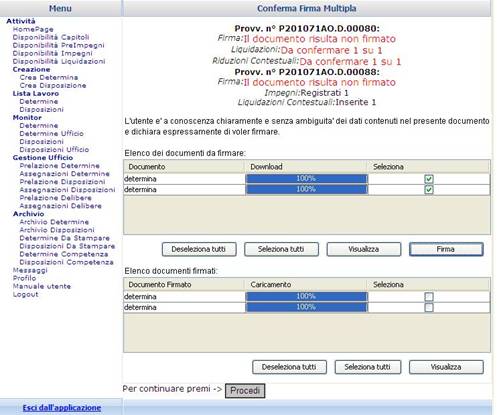 Menu
Attività
HomePage
Disponibilità Capitoli
Disponibilità PreImpegni
Disponibilità Impegni
Disponibilità Liquidazioni
Creazione
Crea Determina
Crea Disposizione
Lista Lavoro
Determine
Disposizioni
Monitor
Determine
Determine Ufficio
Disposizioni
Disposizioni Ufficio
Gestione Ufficio
Prelazione Determine
Assegnazioni Determine
Prelazione Disposizioni
Assegnazioni Disposizioni
Prelazione Delibere
Assegnazioni Delibere
Archivio
Archivio Determine
Archivio Disposizioni
Determine Da Stampare
Disposizioni Da Stampare
Determine Competenza
Disposizioni Competenza
Messaggi
Profilo
Manuale utente
Logout
Esci dall'applicazione
Conferma Firma Multipla
Provv. n° P201071AO.D.00080:
Firma:Il documento risulta non firmato
Liquidazioni:Da confermare 1 su 1
Riduzioni Contestuali:Da confermare 1 su 1
Provv. n° P201071AO.D.00088:
Firma:Il documento risulta non firmato
Impegni:Registrati 1
Liquidazioni Contestuali:Inserite 1
L'utente e' a conoscenza chiaramente e senza ambiguita' dei dati contenuti nel presente documento
e dichiara espressamente di voler firmare.
Elenco dei documenti da firmare:
Documento Download Seleziona
determina 100%
determina 100%
Deseleziona tutti Seleziona tutti Visualizza Firma
Elenco documenti firmati:
Documento Firmato Caricamento Seleziona
determina 100%
determina 100%
Deseleziona tutti Seleziona tutti Visualizza
Per continuare premi -> Procedi